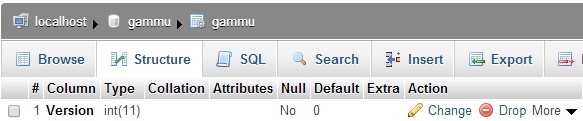 localhost gammu gammu
Browse Structure SQL Search Insert Export
# Column Type Collation Attributes Null Default Extra Action
1 Version int(11) No 0 Change Drop More